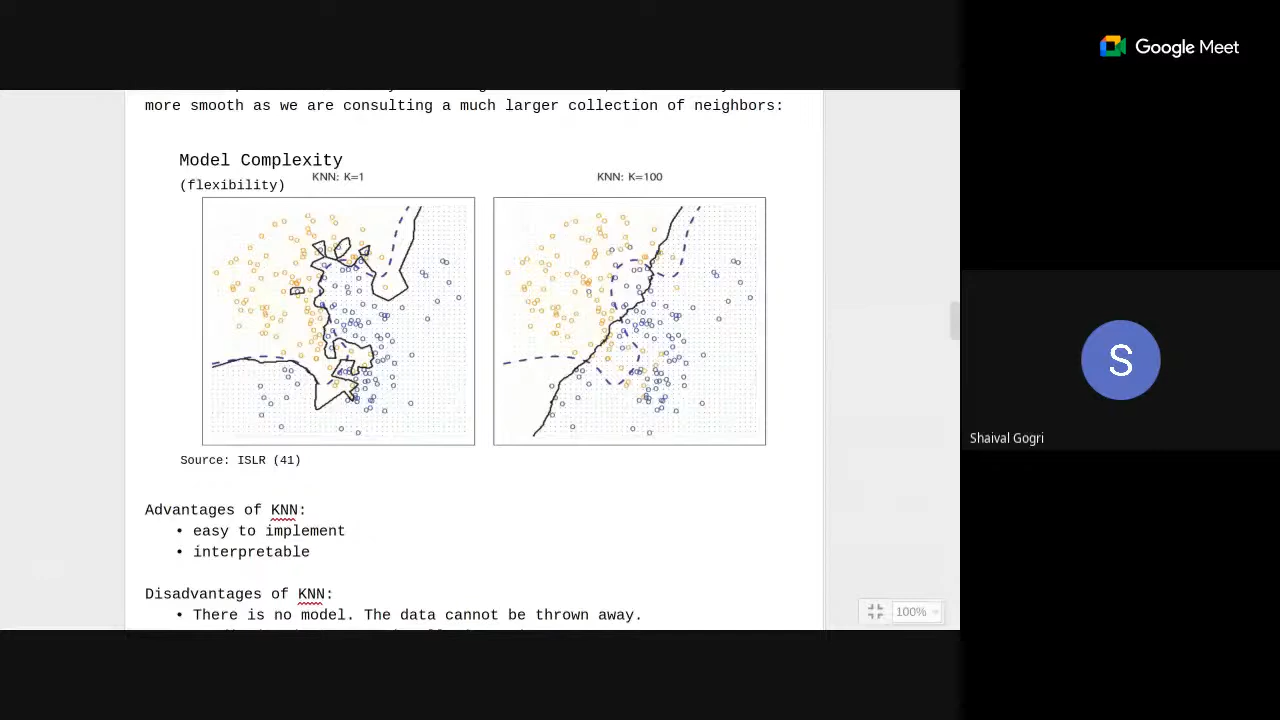 Google Meet
more smooth as we are consulting a much larger collection of neighbors:
Model Complexity
(flexibility)
KNN: K=1
KNN: K=100
Source: ISLR (41)
Advantages of KNN:
• easy to implement
• interpretable
Disadvantages of KNN:
• There is no model. The data cannot be thrown away.
100%
S
Shaival Gogri